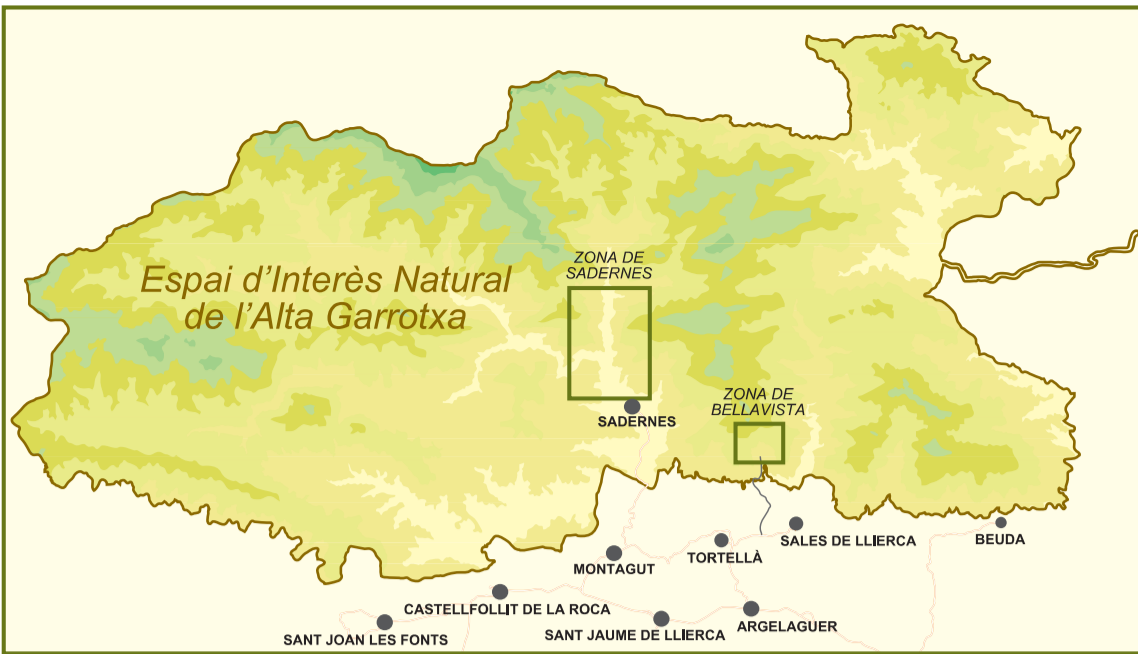 ZONA DE
SADERNES
Espai d'Interès Natural
de l'Alta Garrotxa
ZONA DE
BELLAVISTA
SADERNES
SALES DE LLIERCA
BEUDA
TORTELLÀ
MONTAGUT
CASTELLFOLLIT DE LA ROCA
ARGELAGUER
SANT JAUME DE LLIERCA
SANT JOAN LES FONTS